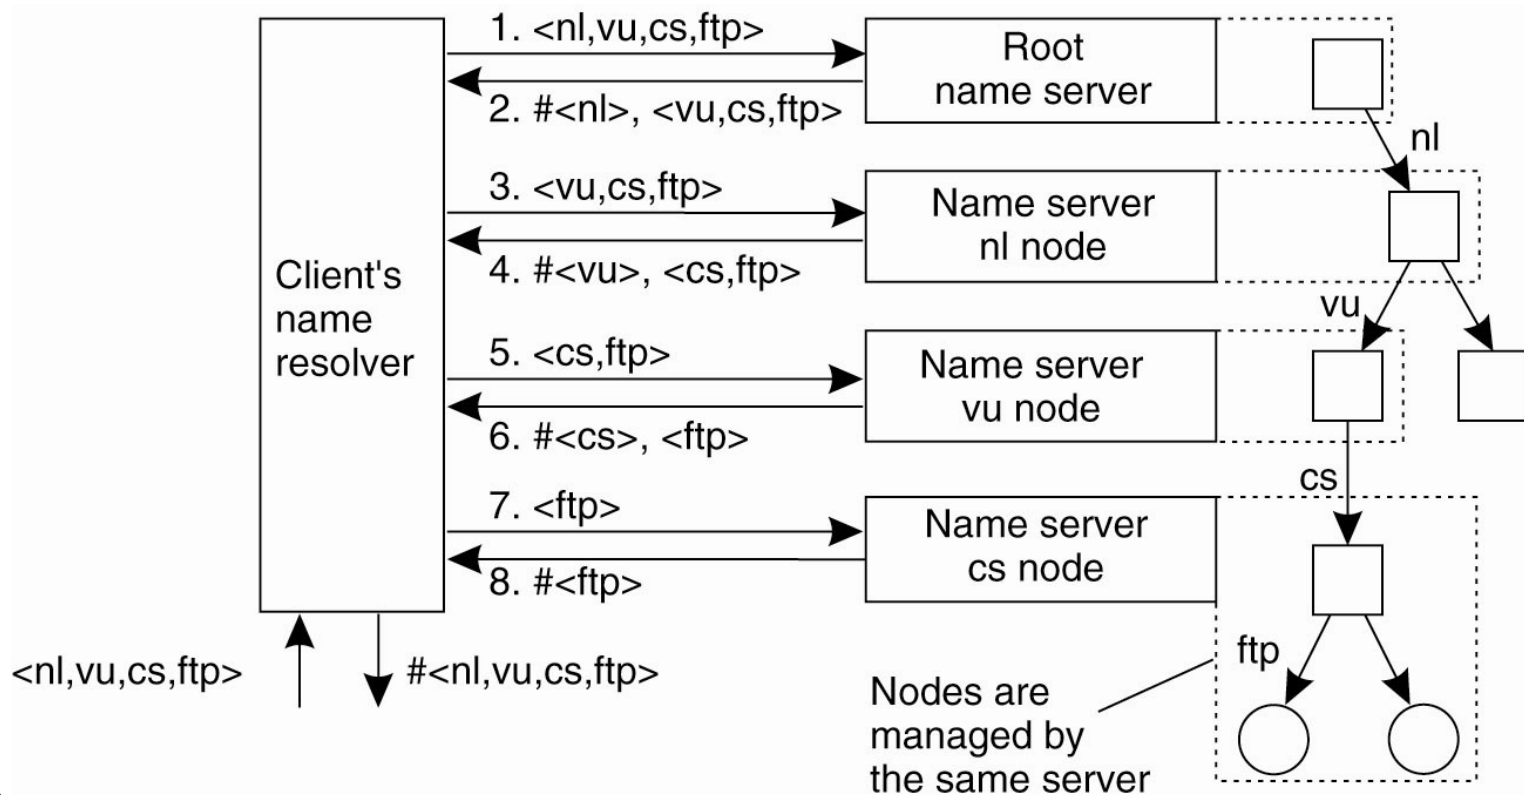 1. <nl,vu,cs,ftp>
Root
name server
2. #<nl>, <vu,cs,ftp>
nl
3. <vu,cs,ftp>
Name server
nl node
4. #<vu>, <cs,ftp>
Client's
name
resolver
vu
5. <cs,ftp>
Name server
vu node
6. #<cs>, <ftp>
cs
7. <ftp>
Name server
cs node
8. #<ftp>
ftp
<nl,vu,cs,ftp>
#<nl,vu,cs,ftp>
Nodes are
managed by
the same server